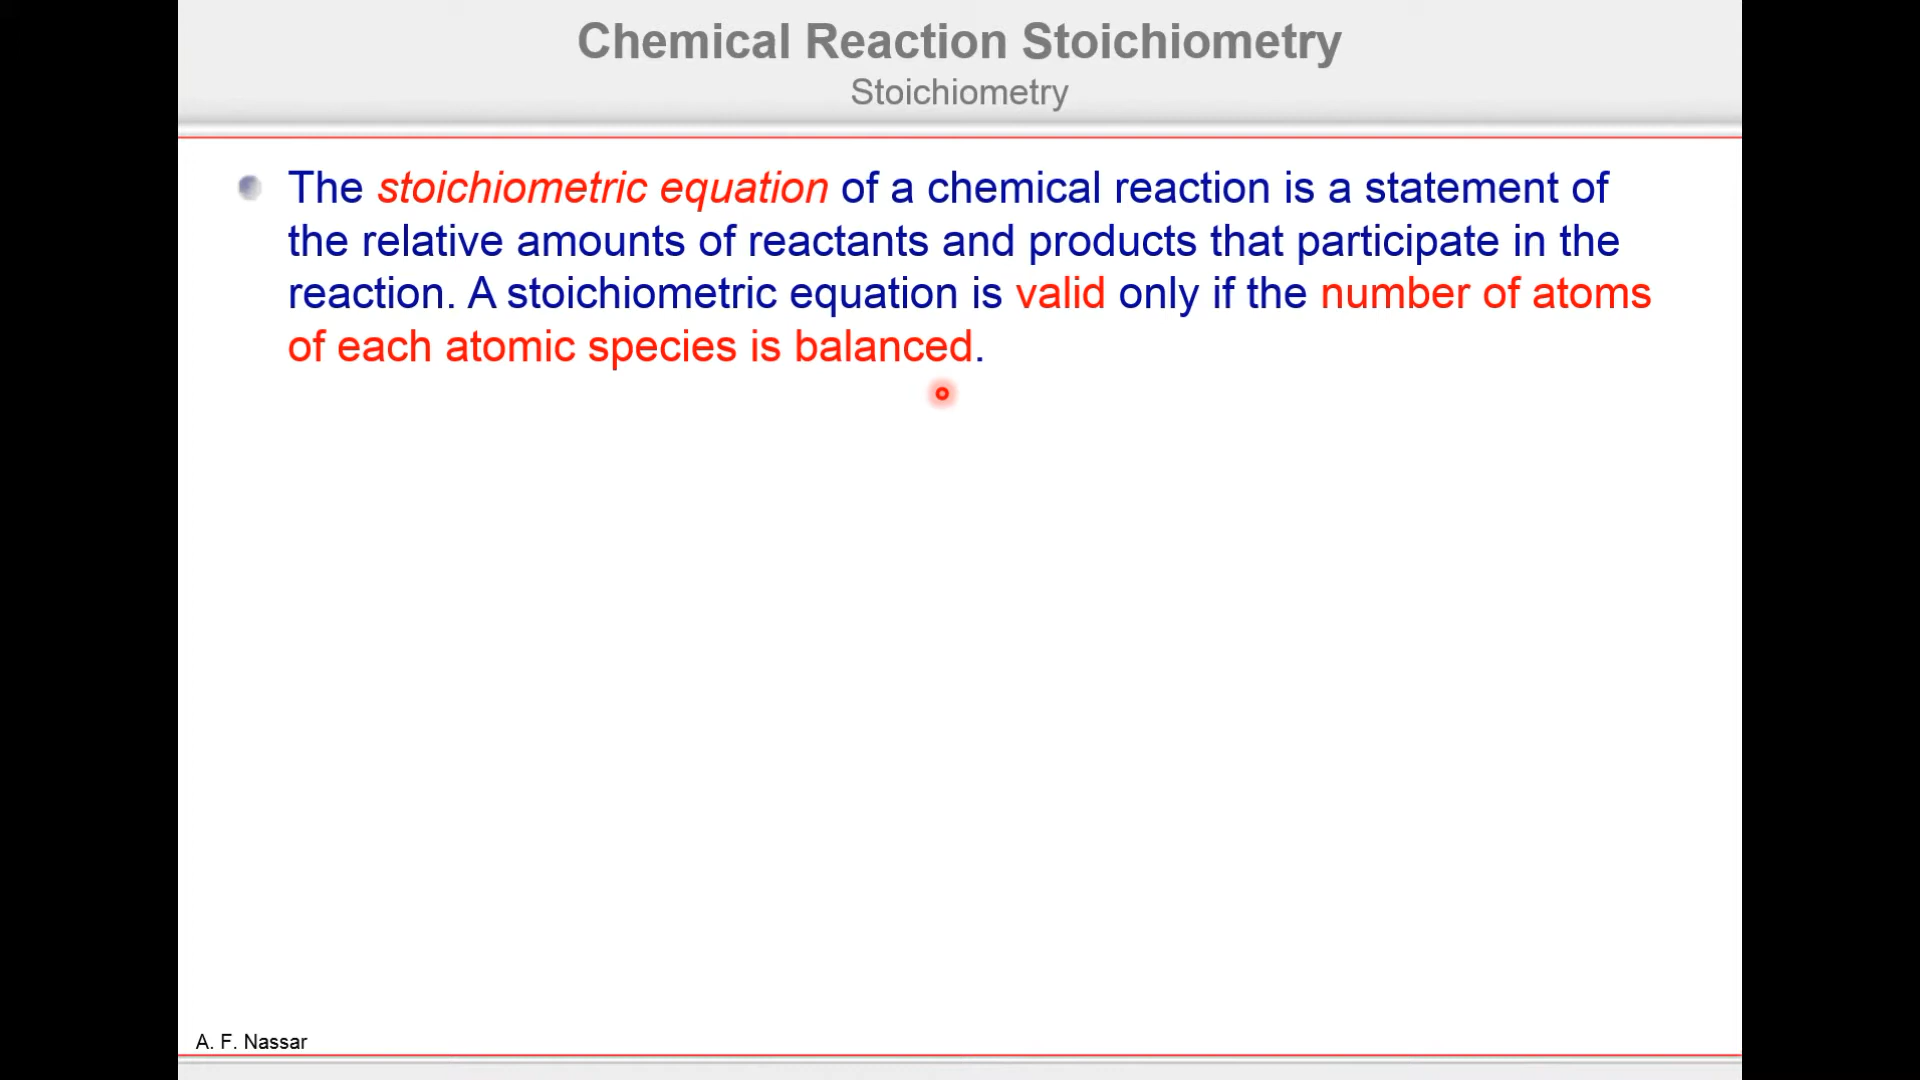 Chemical Reaction Stoichiometry
Stoichiometry
The stoichiometric equation of a chemical reaction is a statement of
the relative amounts of reactants and products that participate in the
reaction. A stoichiometric equation is valid only if the number of atoms
of each atomic species is balanced.
A. F. Nassar